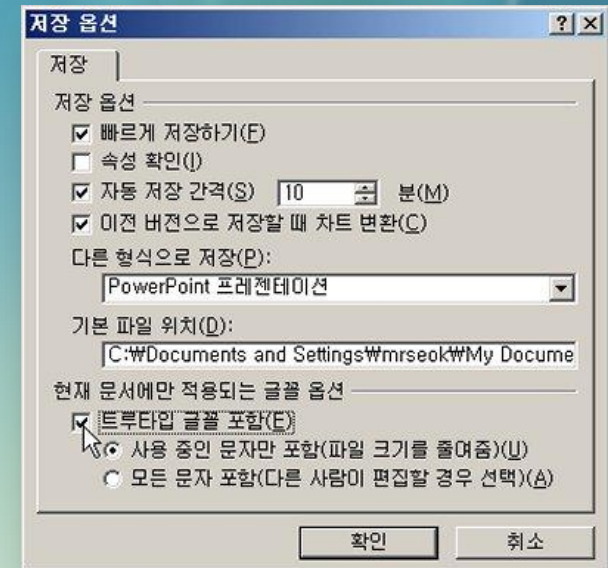 저장 옵션
저장
저장 옵션
빠르게 저장하기(F)
속성 확인(I)
자동 저장 간격(S) 10 분(M)
이전 버전으로 저장할 때 차트 변환(C)
다른 형식으로 저장(P):
PowerPoint 프레젠테이션
기본 파일 위치(D):
C:₩Documents and Settings₩mrseok₩My Docume
현재 문서에만 적용되는 글꼴 옵션
트루타입 글꼴 포함(E)
사용 중인 문자만 포함(파일 크기를 줄여줌)(U)
모든 문자 포함(다른 사람이 편집할 경우 선택)(A)
확인 취소